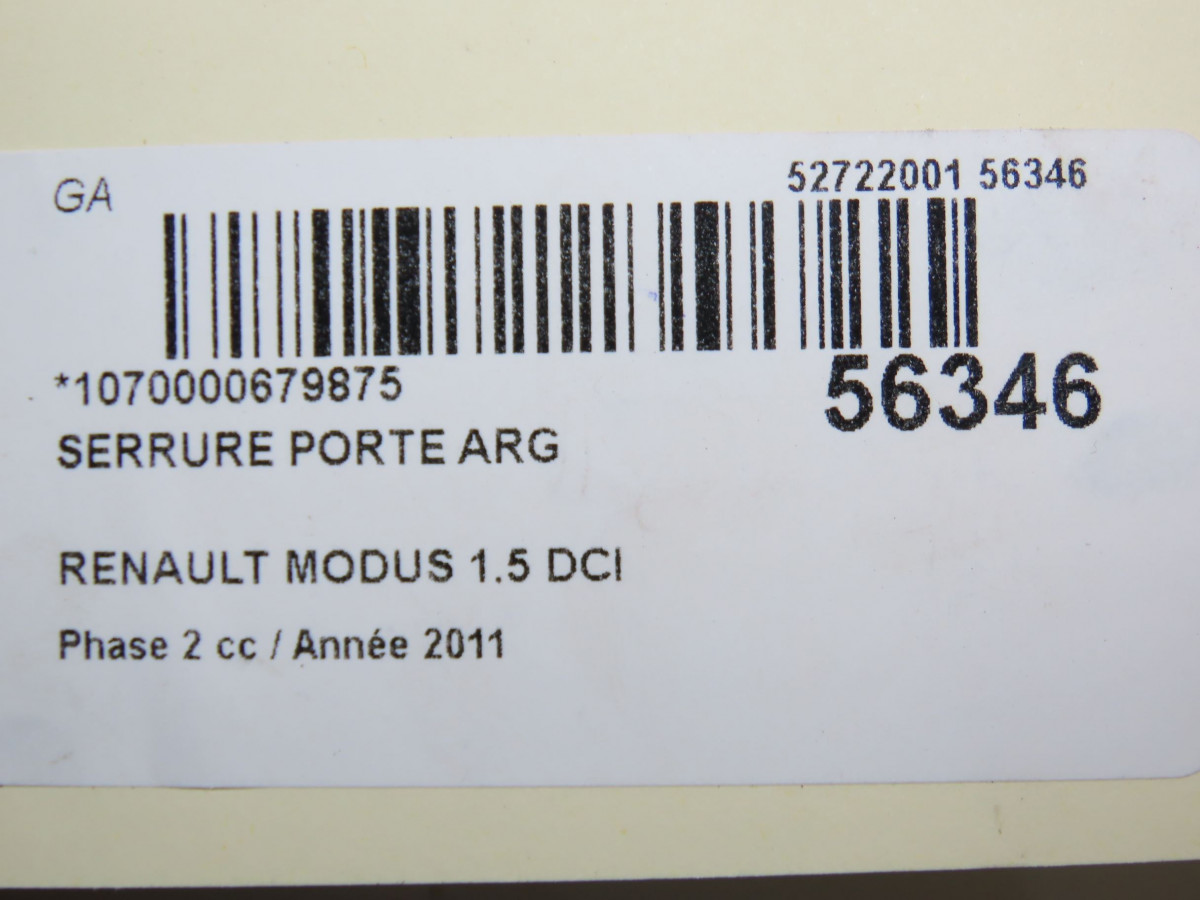 GA
52722001 56346
*1070000679875
56346
SERRURE PORTE ARG
RENAULT MODUS 1.5 DCI
Phase 2 cc / Année 2011